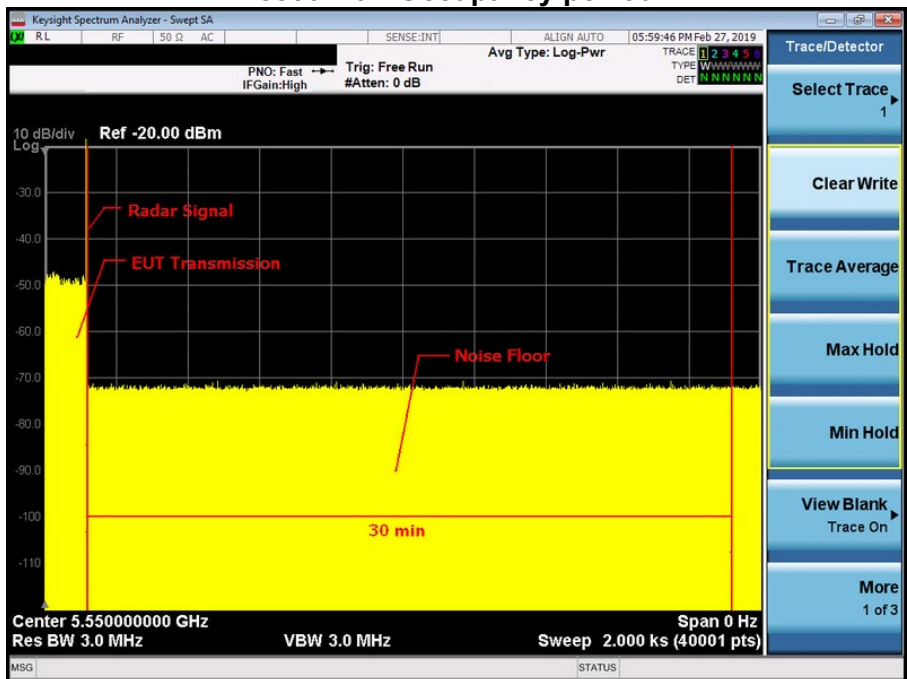 Keysight Spectrum Analyzer - Swept SA
RL RF 50 Ω AC SENSE:INT ALIGN AUTO 05:59:46 PM Feb 27, 2019
Avg Type: Log-Pwr
TRACE 1 2 3 4 5 6
TYPE WWWWWW
DET N N N N N N
PNO: Fast
IFGain:High
Trig: Free Run
#Atten: 0 dB
10 dB/div Ref -20.00 dBm
Log
-30.0
-40.0
-50.0
-60.0
-70.0
-80.0
-90.0
-100
-110
Radar Signal
EUT Transmission
Noise Floor
30 min
Center 5.550000000 GHz Span 0 Hz
Res BW 3.0 MHz VBW 3.0 MHz Sweep 2.000 ks (40001 pts)
MSG STATUS
Trace/Detector
Select Trace
1
Clear Write
Trace Average
Max Hold
Min Hold
View Blank
Trace On
More
1 of 3